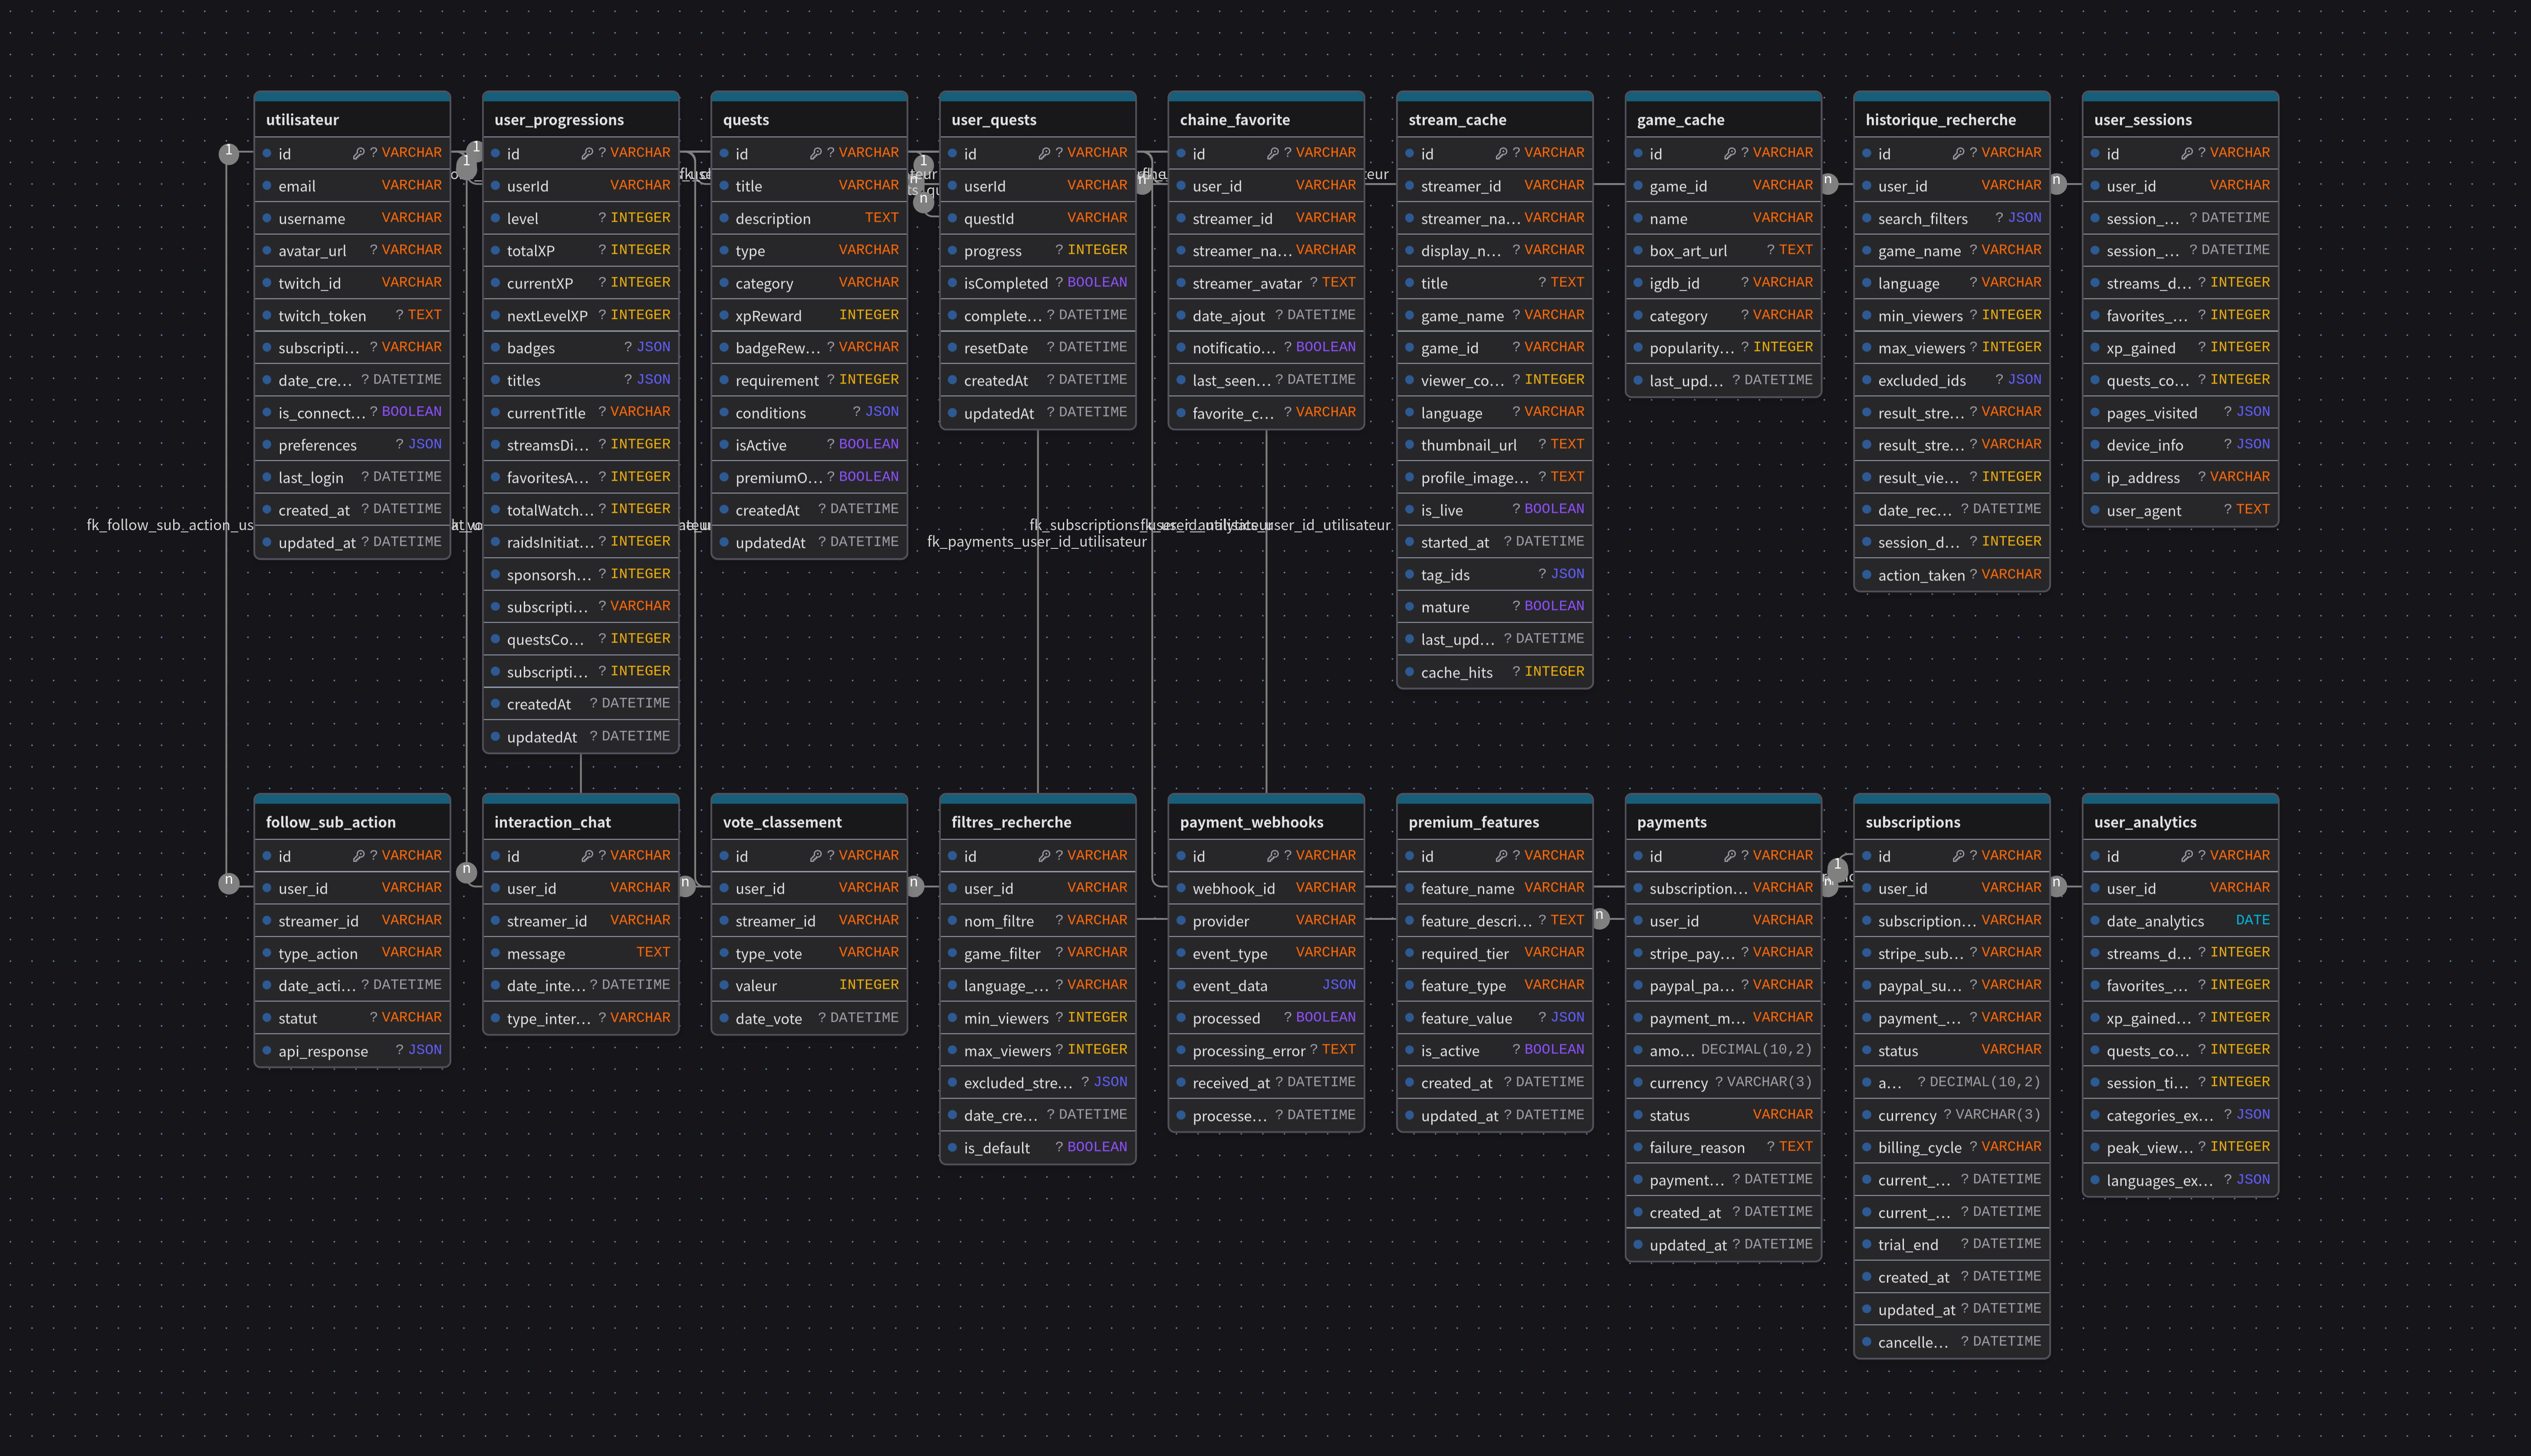 utilisateur
id ? VARCHAR
email VARCHAR
username VARCHAR
avatar_url ? VARCHAR
twitch_id VARCHAR
twitch_token ? TEXT
subscripti... ? VARCHAR
date_cre... ? DATETIME
is_connect... ? BOOLEAN
preferences ? JSON
last_login ? DATETIME
created_at ? DATETIME
updated_at ? DATETIME
user_progressions
id ? VARCHAR
userId VARCHAR
level ? INTEGER
totalXP ? INTEGER
currentXP ? INTEGER
nextLevelXP ? INTEGER
badges ? JSON
titles ? JSON
currentTitle ? VARCHAR
streamsDi... ? INTEGER
favoritesA... ? INTEGER
totalWatch... ? INTEGER
raidsInitiat... ? INTEGER
sponsorsh... ? INTEGER
subscripti... ? VARCHAR
questsCo... ? INTEGER
subscripti... ? INTEGER
createdAt ? DATETIME
updatedAt ? DATETIME
quests
id ? VARCHAR
title VARCHAR
description TEXT
type VARCHAR
category VARCHAR
xpReward INTEGER
badgeRew... ? VARCHAR
requirement ? INTEGER
conditions ? JSON
isActive ? BOOLEAN
premiumO... ? BOOLEAN
createdAt ? DATETIME
updatedAt ? DATETIME
user_quests
id ? VARCHAR
userId VARCHAR
questId VARCHAR
progress ? INTEGER
isCompleted ? BOOLEAN
complete... ? DATETIME
resetDate ? DATETIME
createdAt ? DATETIME
updatedAt ? DATETIME
chaine_favorite
id ? VARCHAR
user_id VARCHAR
streamer_id VARCHAR
streamer_na... VARCHAR
streamer_avatar ? TEXT
date_ajout ? DATETIME
notificatio... ? BOOLEAN
last_seen... ? DATETIME
favorite_c... ? VARCHAR
stream_cache
id ? VARCHAR
streamer_id VARCHAR
streamer_na... VARCHAR
display_n... ? VARCHAR
title ? TEXT
game_name ? VARCHAR
game_id ? VARCHAR
viewer_co... ? INTEGER
language ? VARCHAR
thumbnail_url ? TEXT
profile_image... ? TEXT
is_live ? BOOLEAN
started_at ? DATETIME
tag_ids ? JSON
mature ? BOOLEAN
last_upd... ? DATETIME
cache_hits ? INTEGER
game_cache
id ? VARCHAR
game_id VARCHAR
name VARCHAR
box_art_url ? TEXT
igdb_id ? VARCHAR
category ? VARCHAR
popularity... ? INTEGER
last_upd... ? DATETIME
historique_recherche
id ? VARCHAR
user_id VARCHAR
search_filters ? JSON
game_name ? VARCHAR
language ? VARCHAR
min_viewers ? INTEGER
max_viewers ? INTEGER
excluded_ids ? JSON
result_stre... ? VARCHAR
result_stre... ? VARCHAR
result_vie... ? INTEGER
date_rec... ? DATETIME
session_d... ? INTEGER
action_taken ? VARCHAR
user_sessions
id ? VARCHAR
user_id VARCHAR
session_... ? DATETIME
session_... ? DATETIME
streams_d... ? INTEGER
favorites_... ? INTEGER
xp_gained ? INTEGER
quests_co... ? INTEGER
pages_visited ? JSON
device_info ? JSON
ip_address ? VARCHAR
user_agent ? TEXT
fk_follow_sub_action_us
fk_payments_user_id_utilisateur
follow_sub_action
id ? VARCHAR
user_id VARCHAR
streamer_id VARCHAR
type_action VARCHAR
date_acti... ? DATETIME
statut ? VARCHAR
api_response ? JSON
interaction_chat
id ? VARCHAR
user_id VARCHAR
streamer_id VARCHAR
message TEXT
date_inte... ? DATETIME
type_inter... ? VARCHAR
vote_classement
id ? VARCHAR
user_id VARCHAR
streamer_id VARCHAR
type_vote VARCHAR
valeur INTEGER
date_vote ? DATETIME
filtres_recherche
id ? VARCHAR
user_id VARCHAR
nom_filtre ? VARCHAR
game_filter ? VARCHAR
language_... ? VARCHAR
min_viewers ? INTEGER
max_viewers ? INTEGER
excluded_stre... ? JSON
date_cre... ? DATETIME
is_default ? BOOLEAN
payment_webhooks
id ? VARCHAR
webhook_id VARCHAR
provider VARCHAR
event_type VARCHAR
event_data JSON
processed ? BOOLEAN
processing_error ? TEXT
received_at ? DATETIME
processe... ? DATETIME
premium_features
id ? VARCHAR
feature_name VARCHAR
feature_descri... ? TEXT
required_tier VARCHAR
feature_type VARCHAR
feature_value ? JSON
is_active ? BOOLEAN
created_at ? DATETIME
updated_at ? DATETIME
payments
id ? VARCHAR
subscription... VARCHAR
user_id VARCHAR
stripe_pay... ? VARCHAR
paypal_pa... ? VARCHAR
payment_m... VARCHAR
amo... DECIMAL(10,2)
currency ? VARCHAR(3)
status VARCHAR
failure_reason ? TEXT
payment... ? DATETIME
created_at ? DATETIME
updated_at ? DATETIME
subscriptions
id ? VARCHAR
user_id VARCHAR
subscription... VARCHAR
stripe_sub... ? VARCHAR
paypal_su... ? VARCHAR
payment_... ? VARCHAR
status VARCHAR
a... ? DECIMAL(10,2)
currency ? VARCHAR(3)
billing_cycle ? VARCHAR
current_... ? DATETIME
current_... ? DATETIME
trial_end ? DATETIME
created_at ? DATETIME
updated_at ? DATETIME
cancelle... ? DATETIME
user_analytics
id ? VARCHAR
user_id VARCHAR
date_analytics DATE
streams_d... ? INTEGER
favorites_... ? INTEGER
xp_gained... ? INTEGER
quests_co... ? INTEGER
session_ti... ? INTEGER
categories_ex... ? JSON
peak_view... ? INTEGER
languages_ex... ? JSON